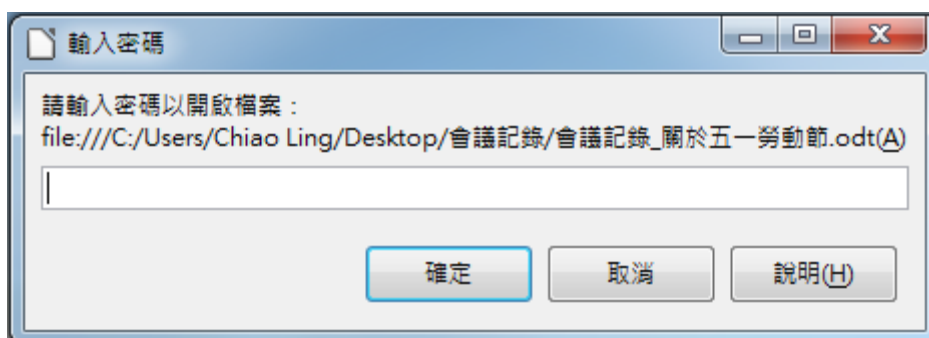 輸入密碼
請輸入密碼以開啟檔案：
file:///C:/Users/Chiao Ling/Desktop/會議記錄/會議記錄_關於五一勞動節.odt(A)
確定
取消
說明(H)